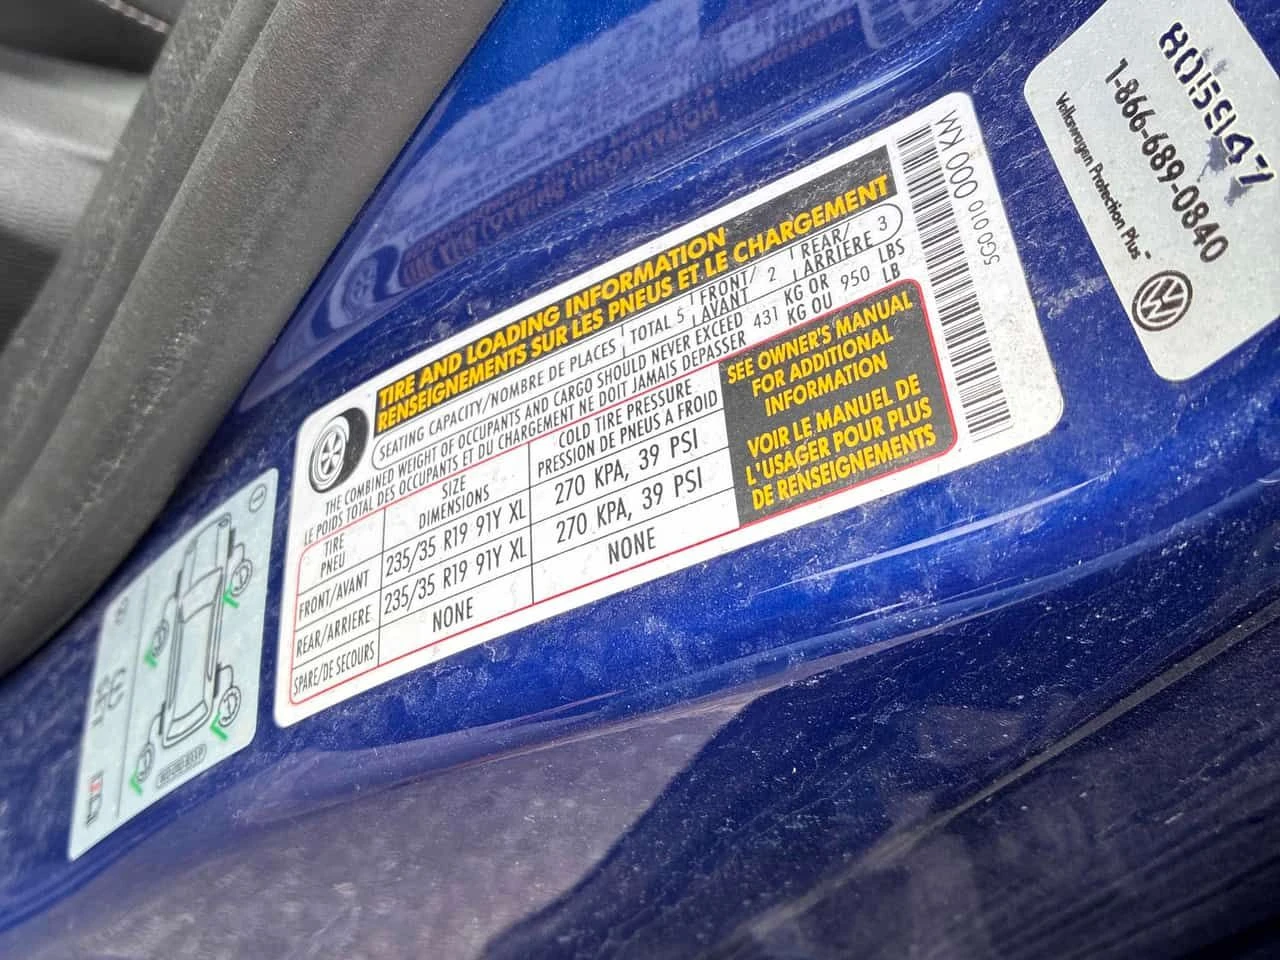 TIRE AND LOADING INFORMATION
RENSEIGNEMENTS SUR LES PNEUS ET LE CHARGEMENT
SEATING CAPACITY/NOMBRE DE PLACES TOTAL 5 FRONT/AVANT 2 REAR/ARRIÈRE 3
THE COMBINED WEIGHT OF OCCUPANTS AND CARGO SHOULD NEVER EXCEED 431 KG OR 950 LBS
LE POIDS TOTAL DES OCCUPANTS ET DU CHARGEMENT NE DOIT JAMAIS DEPASSER KG OU LB
TIRE SIZE COLD TIRE PRESSURE
PNEU DIMENSIONS PRESSION DE PNEUS A FROID
FRONT/AVANT 235/35 R19 91Y XL 270 KPA, 39 PSI
REAR/ARRIERE 235/35 R19 91Y XL 270 KPA, 39 PSI
SPARE/DE SECOURS NONE NONE
SEE OWNER'S MANUAL
FOR ADDITIONAL
INFORMATION
VOIR LE MANUEL DE
L'USAGER POUR PLUS
DE RENSEIGNEMENTS
5G0 010 000 KM
8015947
1-866-689-0840
Volkswagen Protection Plus™